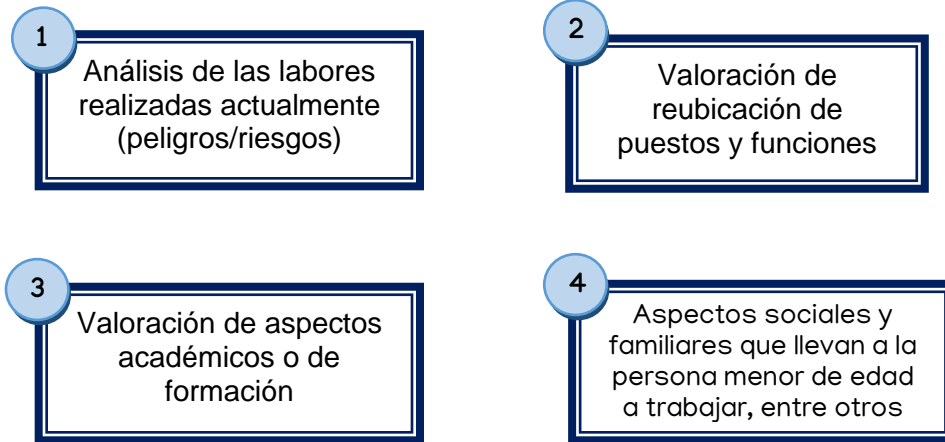 1
Análisis de las labores
realizadas actualmente
(peligros/riesgos)
2
Valoración de
reubicación de
puestos y funciones
3
Valoración de aspectos
académicos o de
formación
4
Aspectos sociales y
familiares que llevan a la
persona menor de edad
a trabajar, entre otros